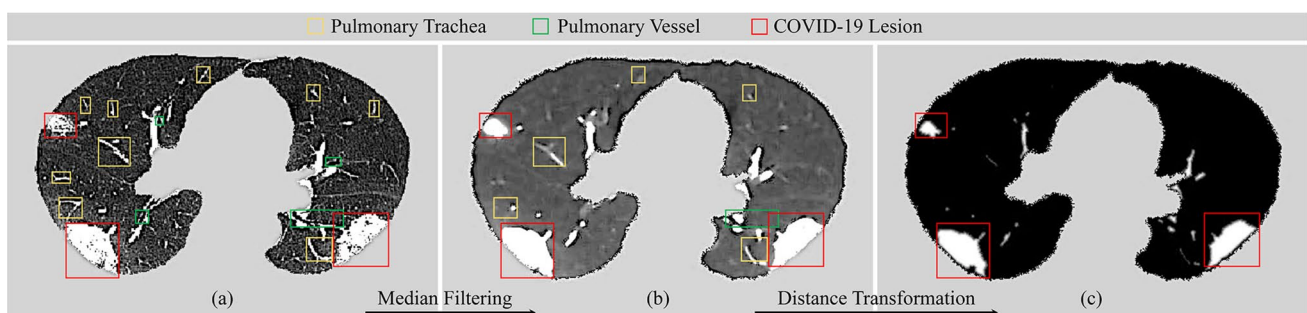 Pulmonary Trachea Pulmonary Vessel COVID-19 Lesion
(a) (b) (c)
Median Filtering Distance Transformation